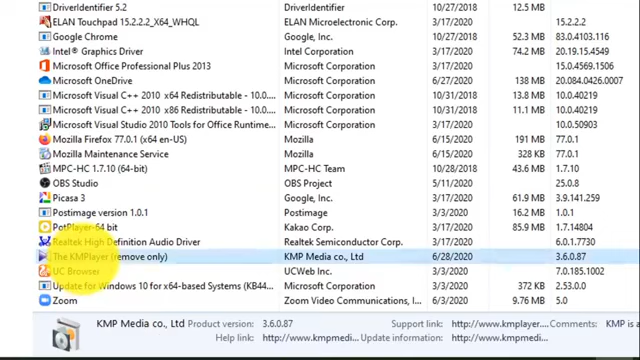 DriverIdentifier 5.2 DriverIdentifier 10/27/2018 12.5 MB
ELAN Touchpad 15.2.2.2_X64_WHQL ELAN Microelectronic Corp. 3/17/2020 15.2.2.2
Google Chrome Google, Inc. 3/17/2020 52.3 MB 83.0.4103.116
Intel® Graphics Driver Intel Corporation 3/17/2020 74.2 MB 20.19.15.4549
Microsoft Office Professional Plus 2013 Microsoft Corporation 3/17/2020 15.0.4569.1506
Microsoft OneDrive Microsoft Corporation 6/27/2020 138 MB 20.084.0426.0007
Microsoft Visual C++ 2010 x64 Redistributable - 10.0.... Microsoft Corporation 10/31/2018 13.8 MB 10.0.40219
Microsoft Visual C++ 2010 x86 Redistributable - 10.0.... Microsoft Corporation 10/31/2018 11.1 MB 10.0.40219
Microsoft Visual Studio 2010 Tools for Office Runtime... Microsoft Corporation 3/17/2020 10.0.50903
Mozilla Firefox 77.0.1 (x64 en-US) Mozilla 6/15/2020 191 MB 77.0.1
Mozilla Maintenance Service Mozilla 6/15/2020 328 KB 77.0.1
MPC-HC 1.7.10 (64-bit) MPC-HC Team 10/28/2018 43.6 MB 1.7.10
OBS Studio OBS Project 3/17/2020 25.0.8
Picasa 3 Google, Inc. 3/17/2020 61.7 MB 3.9.141.259
Postimage version 1.0.1 Postimage 3/3/2020 16.2 MB 1.0.1
PotPlayer-64 bit Kakao Corp. 3/3/2020 85.9 MB 1.7.14804
Realtek High Definition Audio Driver Realtek Semiconductor Corp. 3/17/2020 6.0.1.7730
The KMPlayer (remove only) KMP Media co., Ltd 6/28/2020 3.6.0.87
UC Browser UCWeb Inc. 3/3/2020 7.0.185.1002
Update for Windows 10 for x64-based Systems (KB44... Microsoft Corporation 3/3/2020 372 KB 2.53.0.0
Zoom Zoom Video Communications, I... 6/3/2020 9.76 MB 5.0
KMP Media co., Ltd Product version: 3.6.0.87 Support link: http://www.kmplayer.... Comments: KMP is a
Help link: http://www.kmpmedi... Update information: http://www.kmpmedi...